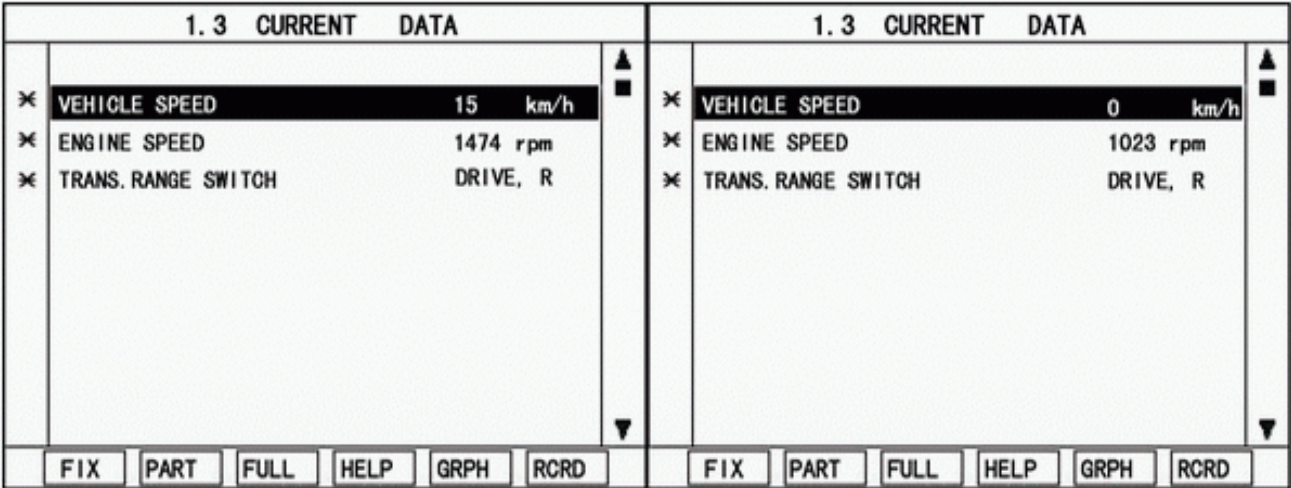 1.3 CURRENT DATA
VEHICLE SPEED 15 km/h
ENGINE SPEED 1474 rpm
TRANS.RANGE SWITCH DRIVE, R
FIX PART FULL HELP GRPH RCRD
1.3 CURRENT DATA
VEHICLE SPEED 0 km/h
ENGINE SPEED 1023 rpm
TRANS.RANGE SWITCH DRIVE, R
FIX PART FULL HELP GRPH RCRD